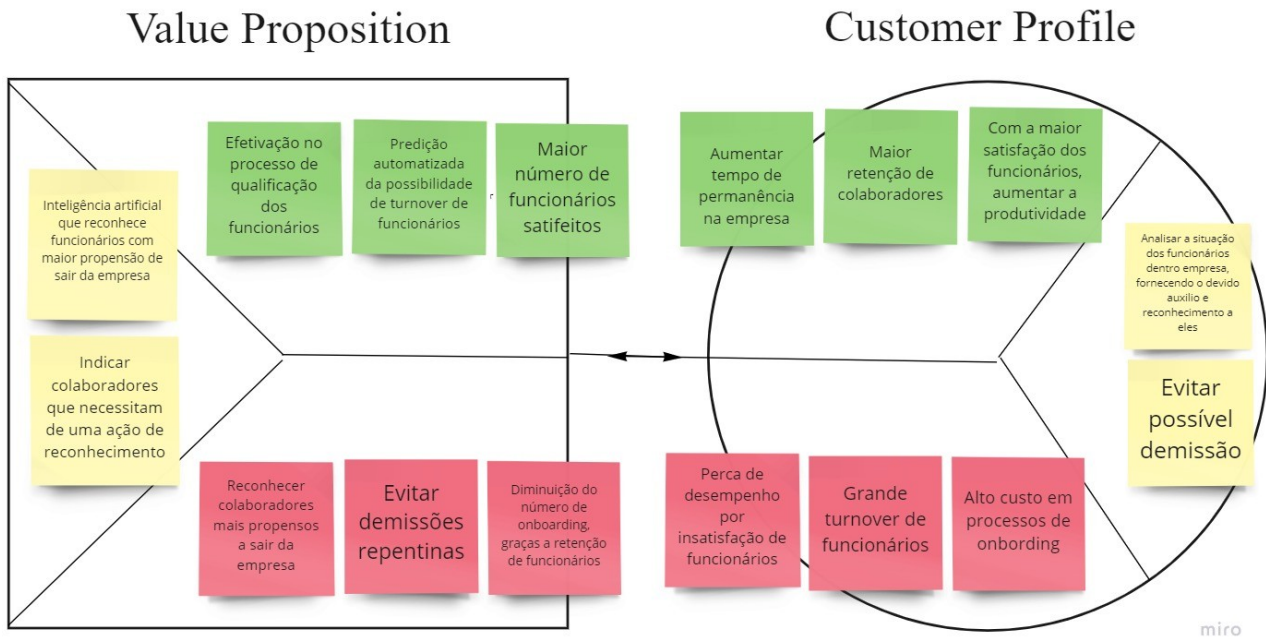 Value Proposition
Customer Profile
Inteligência artificial
que reconhece
funcionários com
maior propensão de
sair da empresa
Indicar
colaboradores
que necessitam
de uma ação de
reconhecimento
Efetivação no
processo de
qualificação
dos
funcionários
Predição
automatizada
da possibilidade
de turnover de
funcionários
r
Maior
número de
funcionários
satifeitos
Reconhecer
colaboradores
mais propensos
a sair da
empresa
Evitar
demissões
repentinas
Diminuição do
número de
onboarding,
graças a retenção
de funcionários
Aumentar
tempo de
permanência
na empresa
Maior
retenção de
colaboradores
Com a maior
satisfação dos
funcionários,
aumentar a
produtividade
Analisar a situação
dos funcionários
dentro empresa,
fornecendo o devido
auxilio e
reconhecimento a
eles
Evitar
possível
demissão
Perca de
desempenho
por
insatisfação de
funcionários
Grande
turnover de
funcionários
Alto custo em
processos de
onbording
miro